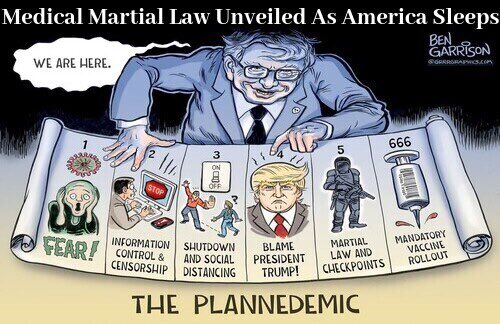 Medical Martial Law Unveiled As America Sleeps
BEN
GARRISON
@GRRRGRAPHICS.COM
WE ARE HERE.
1
FEAR!
2
STOP
INFORMATION
CONTROL &
CENSORSHIP
3
ON
OFF
SHUTDOWN
AND SOCIAL
DISTANCING
4
BLAME
PRESIDENT
TRUMP!
5
MARTIAL
LAW AND
CHECKPOINTS
666
MANDATORY
VACCINE
ROLLOUT
THE PLANNEDEMIC